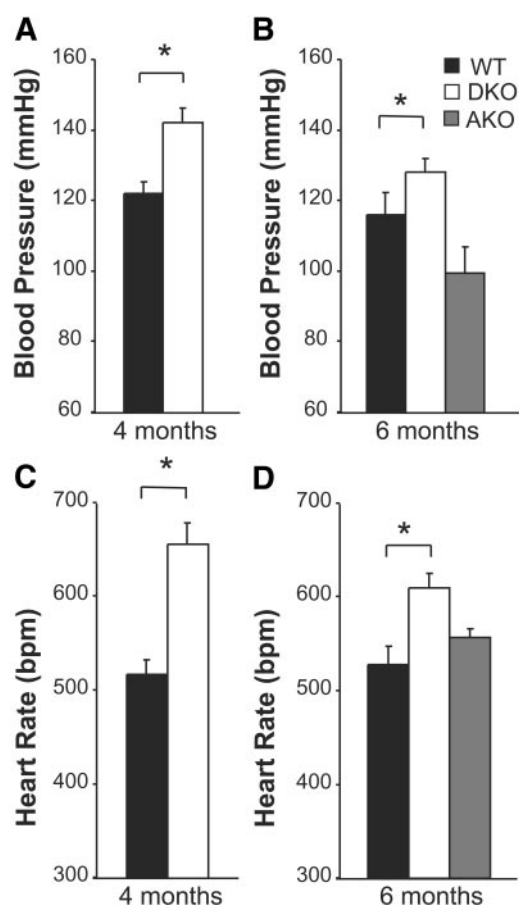 A
Blood Pressure (mmHg)
160
140
120
100
80
60
*
4 months
B
Blood Pressure (mmHg)
160
140
120
100
80
60
*
WT
DKO
AKO
6 months
C
Heart Rate (bpm)
700
600
500
400
300
*
4 months
D
Heart Rate (bpm)
700
600
500
400
300
*
6 months